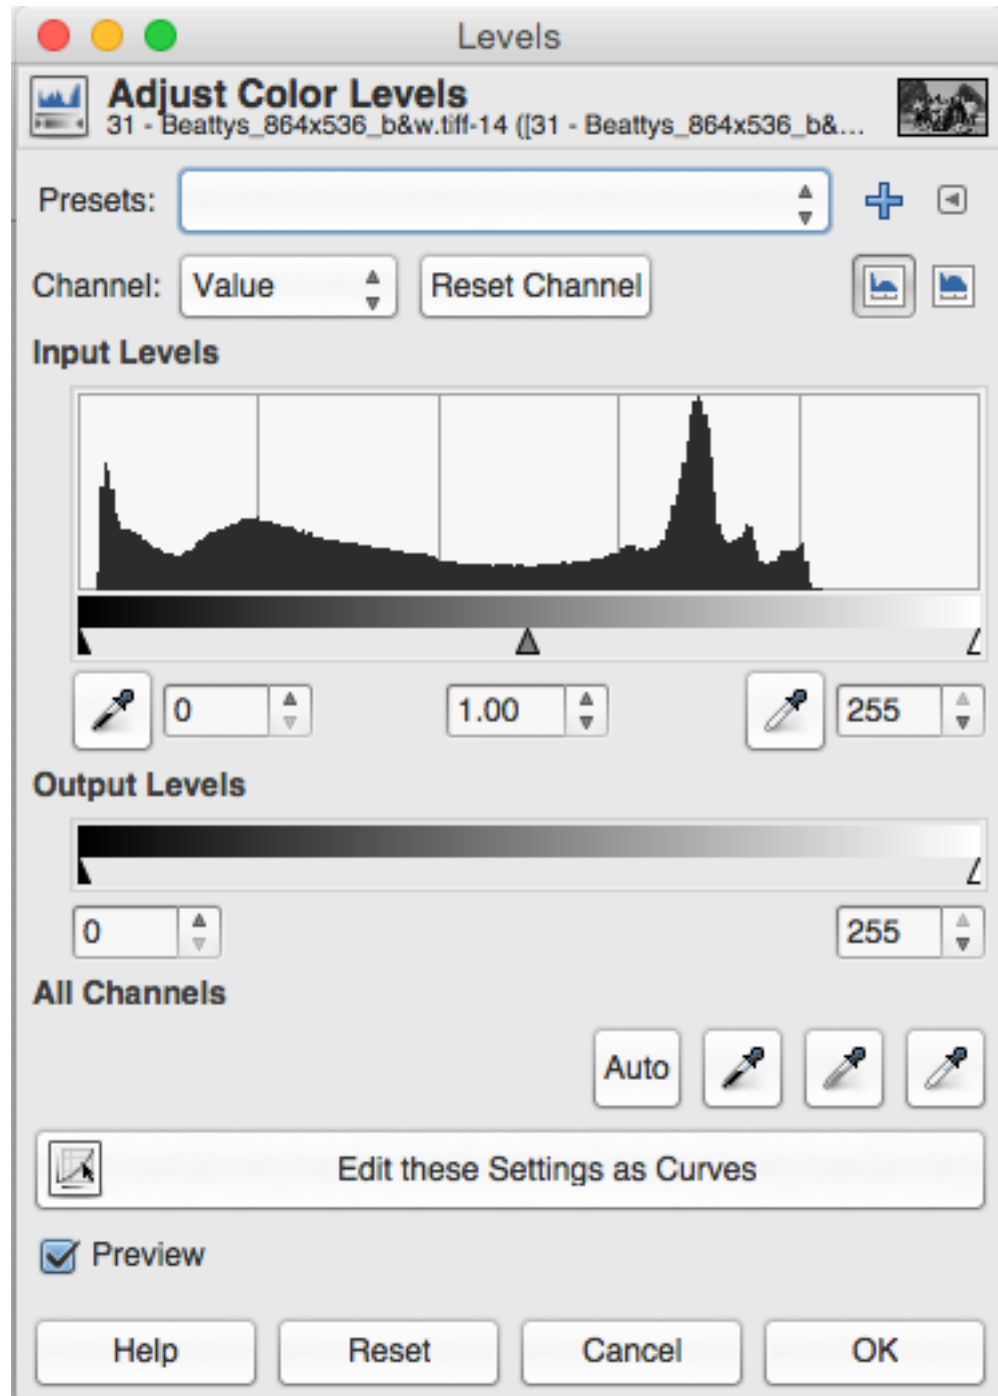 Levels
Adjust Color Levels
31 - Beattys_864x536_b&w.tiff-14 ([31 - Beattys_864x536_b&...
Presets:
Channel: Value Reset Channel
Input Levels
0 1.00 255
Output Levels
0 255
All Channels
Auto
Edit these Settings as Curves
Preview
Help Reset Cancel OK